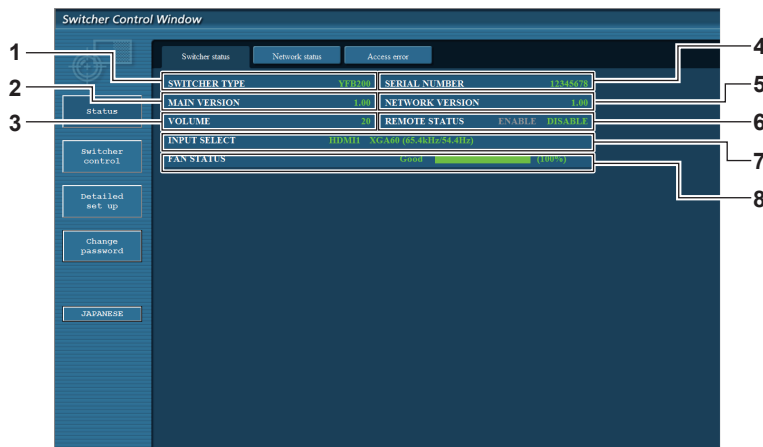 Switcher Control Window
Switcher status
Network status
Access error
1
2
3
4
5
6
7
8
SWITCHER TYPE YFB200
SERIAL NUMBER 12345678
MAIN VERSION 1.00
NETWORK VERSION 1.00
VOLUME 20
REMOTE STATUS ENABLE DISABLE
INPUT SELECT HDMI1 XGA60 (65.4kHz/54.4Hz)
FAN STATUS Good (100%)
Status
Switcher
control
Detailed
set up
Change
password
JAPANESE